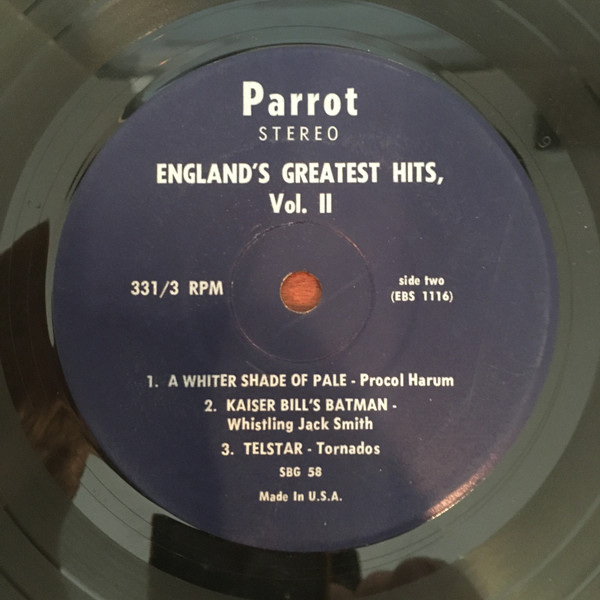 Parrot
STEREO
ENGLAND'S GREATEST HITS,
Vol. II
331/3 RPM
side two
(EBS 1116)
1. A WHITER SHADE OF PALE - Procol Harum
2. KAISER BILL'S BATMAN -
Whistling Jack Smith
3. TELSTAR - Tornados
SBG 58
Made In U.S.A.